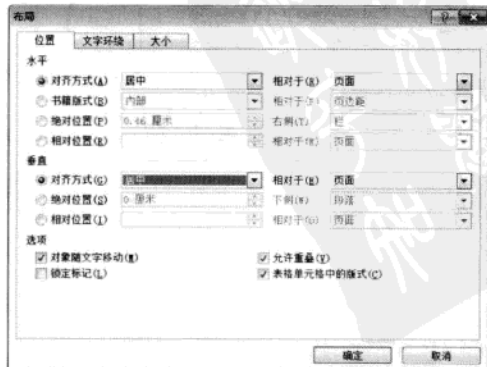 布局
位置 文字环绕 大小
水平
对齐方式(A) 居中 相对于(R) 页面
书籍版式(B) 内部 相对于(F) 页边距
绝对位置(P) 0.46 厘米 右侧(T) 栏
相对位置(R) 相对于(E) 页面
垂直
对齐方式(G) 居中 相对于(E) 页面
绝对位置(S) 0 厘米 下侧(W) 段落
相对位置(I) 相对于(O) 页面
选项
对象随文字移动(M) 允许重叠(V)
锁定标记(L) 表格单元格中的版式(C)
确定 取消